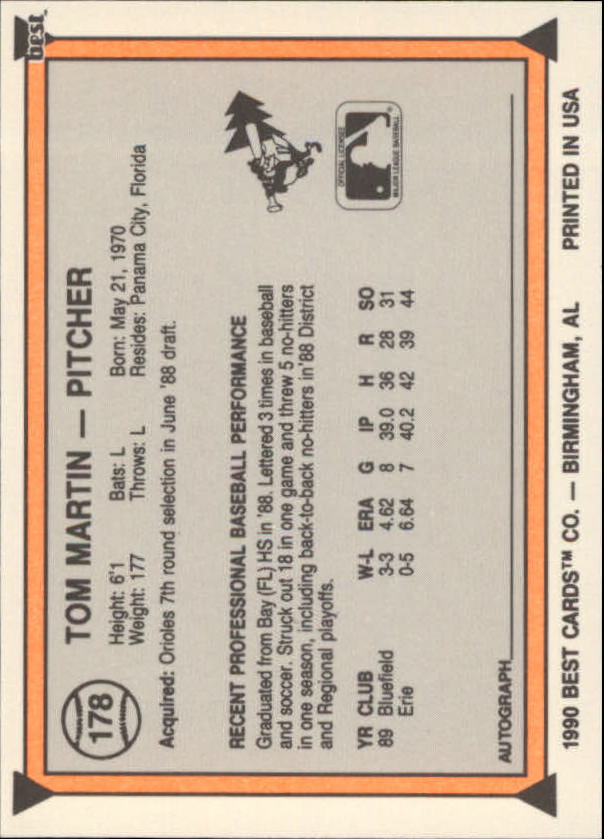 best
178
TOM MARTIN — PITCHER
Height: 6'1 Bats: L Born: May 21, 1970
Weight: 177 Throws: L Resides: Panama City, Florida
Acquired: Orioles 7th round selection in June '88 draft.
RECENT PROFESSIONAL BASEBALL PERFORMANCE
Graduated from Bay (FL) HS in '88. Lettered 3 times in baseball
and soccer. Struck out 18 in one game and threw 5 no-hitters
in one season, including back-to-back no-hitters in '88 District
and Regional playoffs.
YR CLUB W-L ERA G IP H R SO
89 Bluefield 3-3 4.62 8 39.0 36 28 31
Erie 0-5 6.64 7 40.2 42 39 44
OFFICIAL LICENSEE
MAJOR LEAGUE BASEBALL
AUTOGRAPH
1990 BEST CARDS™ CO. — BIRMINGHAM, AL PRINTED IN USA